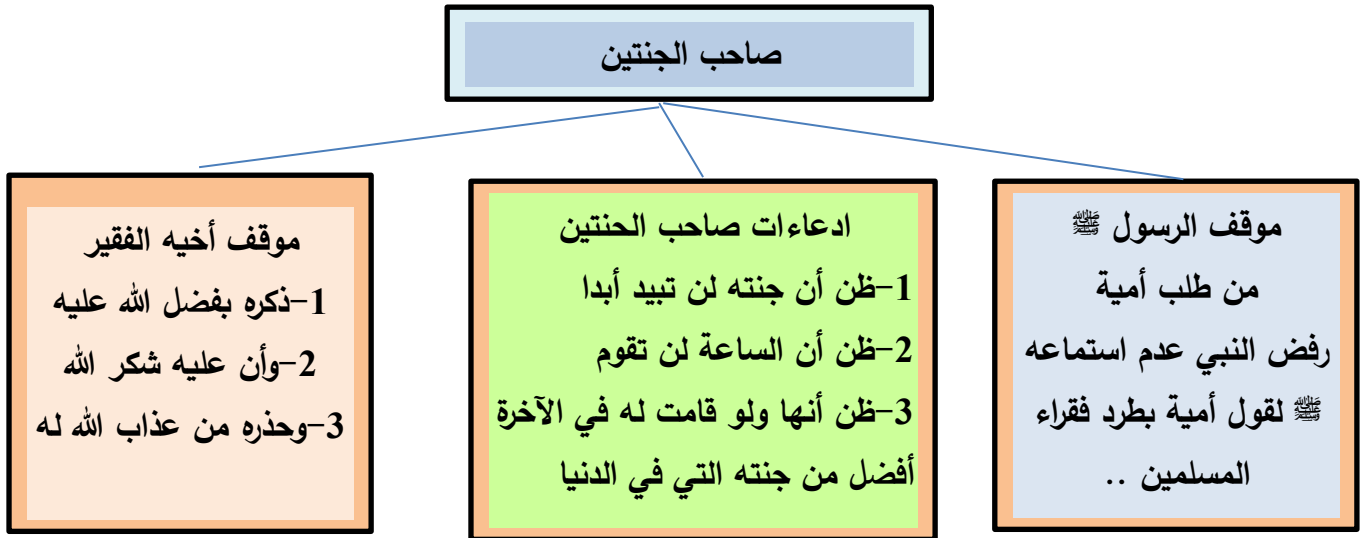 صاحب الجنتين
موقف الرسول ﷺ
من طلب أمية
رفض النبي عدم استماعه
ﷺ لقول أمية بطرد فقراء
المسلمين ..
ادعاءات صاحب الحنتين
1-ظن أن جنته لن تبيد أبدا
2-ظن أن الساعة لن تقوم
3-ظن أنها ولو قامت له في الآخرة
أفضل من جنته التي في الدنيا
موقف أخيه الفقير
1-ذكره بفضل الله عليه
2-وأن عليه شكر الله
3-وحذره من عذاب الله له